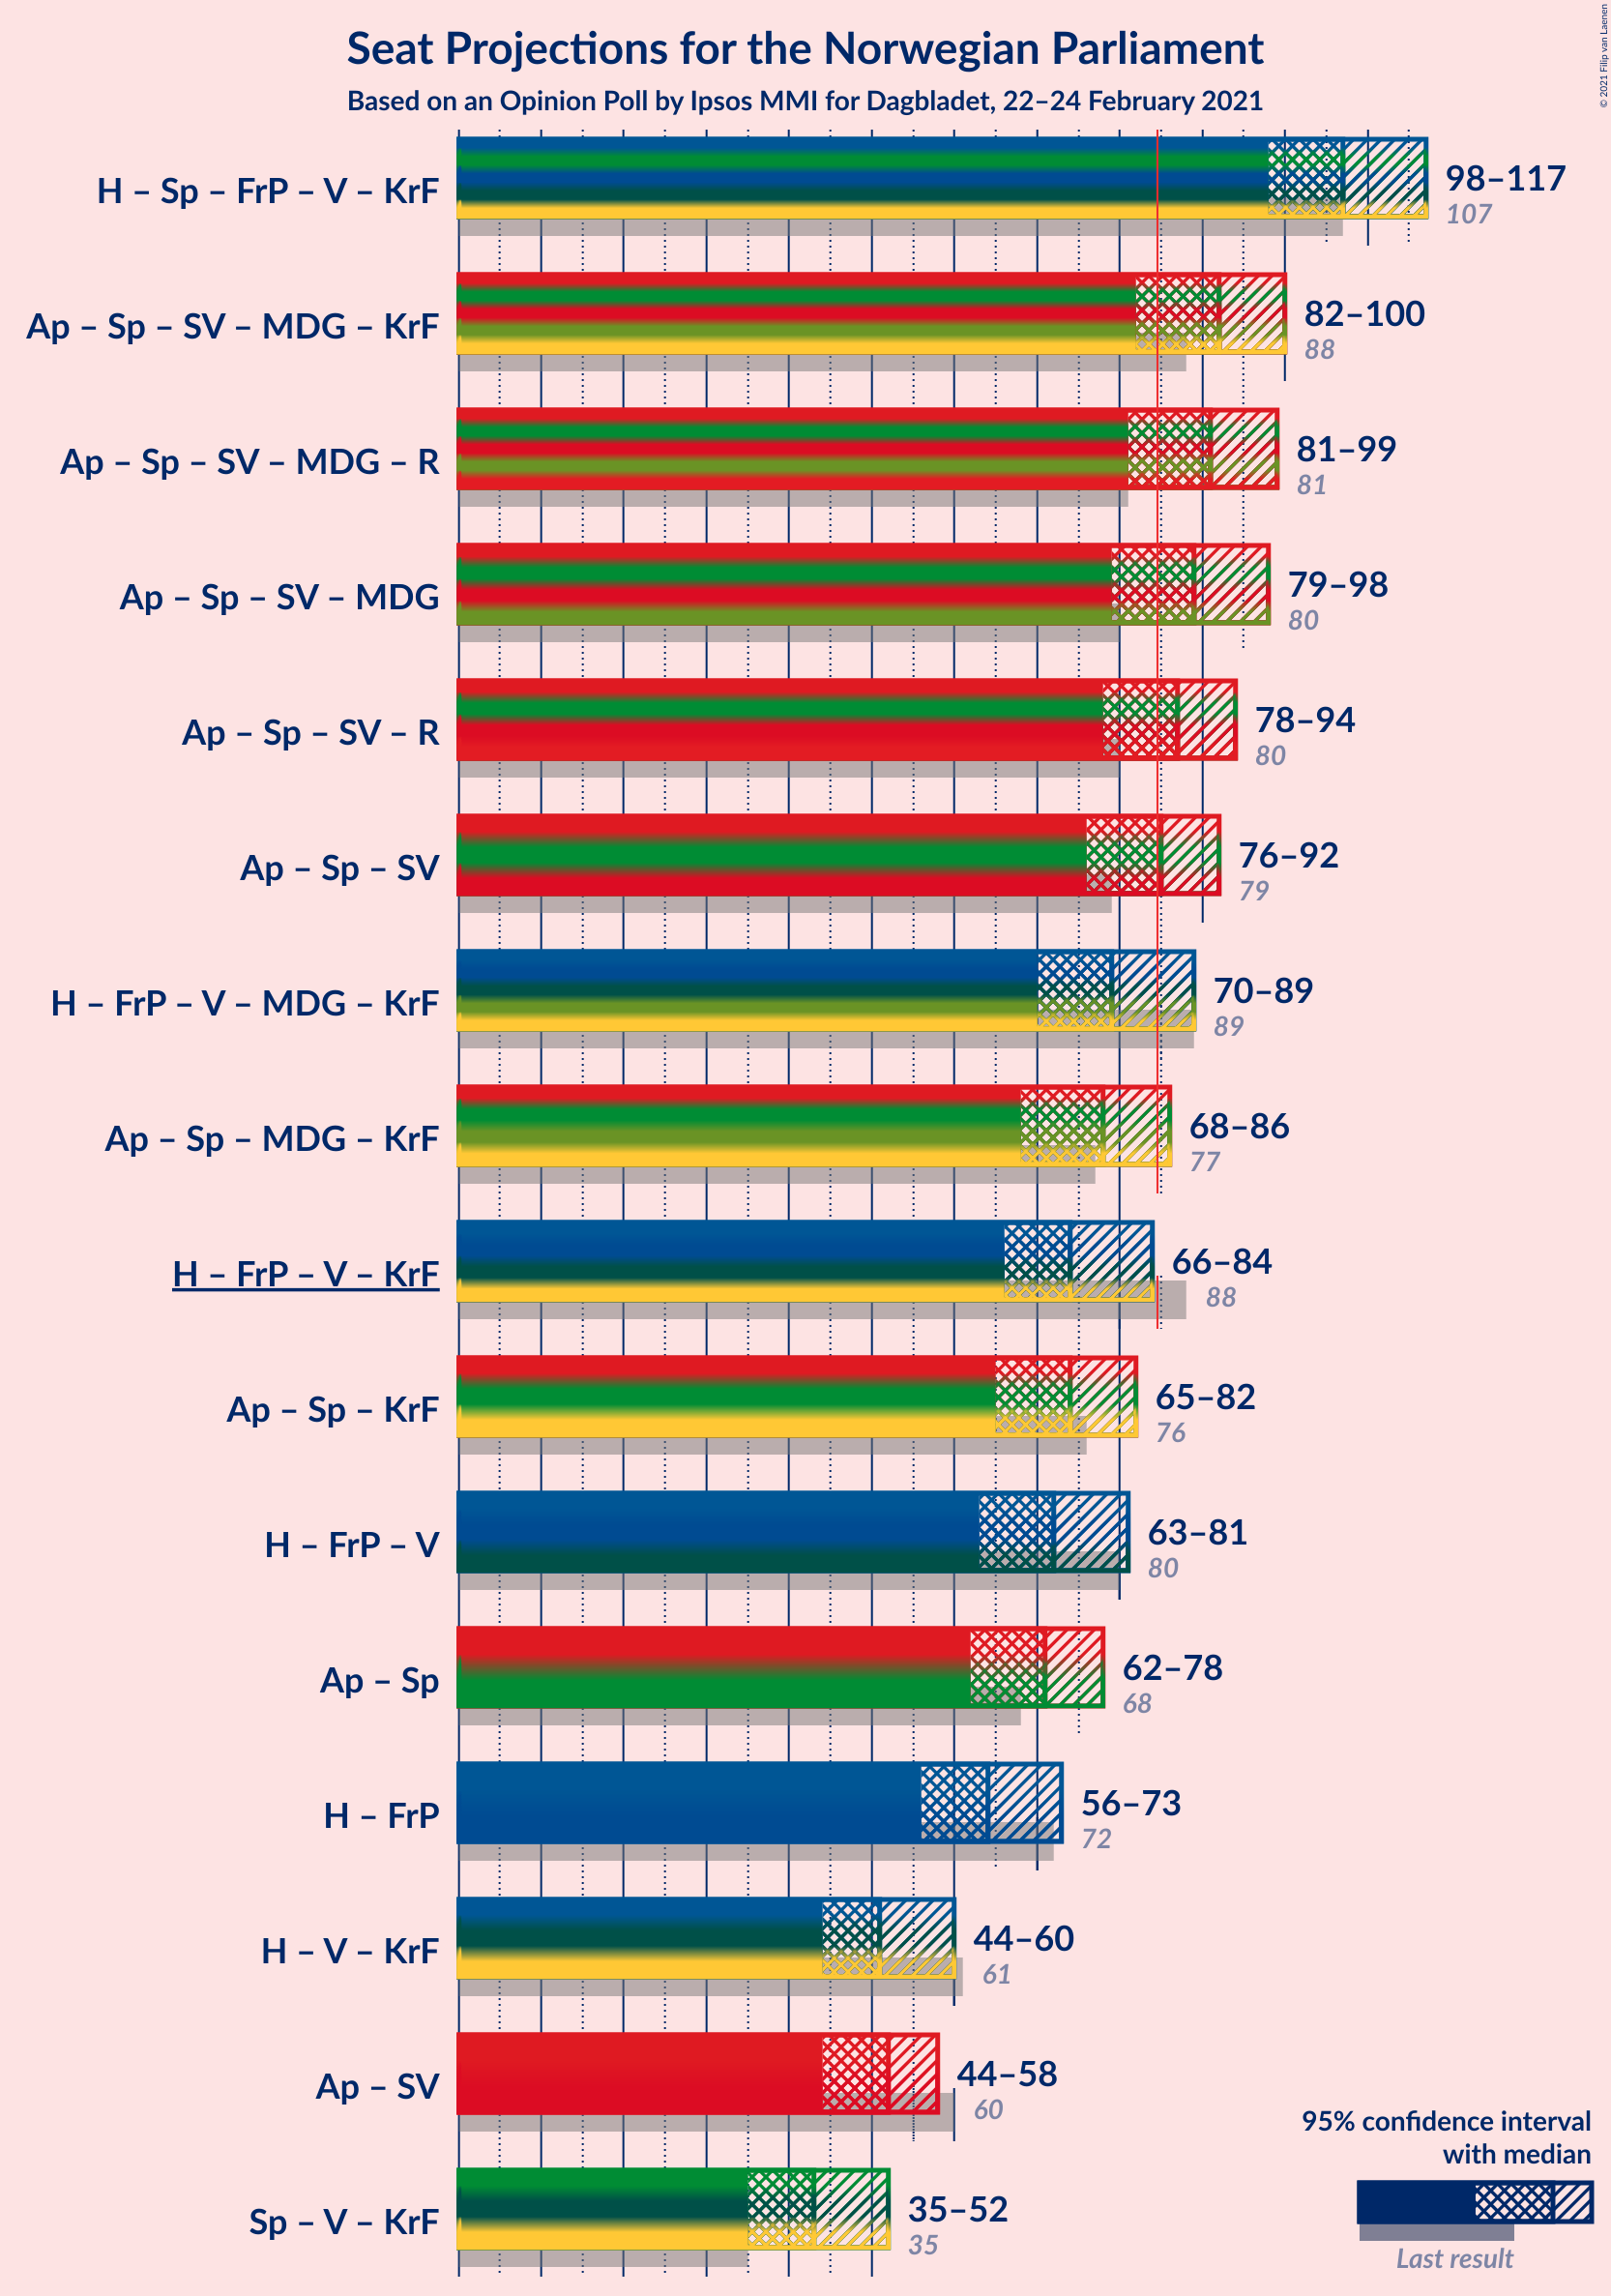 Seat Projections for the Norwegian Parliament
Based on an Opinion Poll by Ipsos MMI for Dagbladet, 22–24 February 2021
© 2021 Filip van Laenen
H – Sp – FrP – V – KrF
98–117
107
Ap – Sp – SV – MDG – KrF
82–100
88
Ap – Sp – SV – MDG – R
81–99
81
Ap – Sp – SV – MDG
79–98
80
Ap – Sp – SV – R
78–94
80
Ap – Sp – SV
76–92
79
H – FrP – V – MDG – KrF
70–89
89
Ap – Sp – MDG – KrF
68–86
77
H – FrP – V – KrF
66–84
88
Ap – Sp – KrF
65–82
76
H – FrP – V
63–81
80
Ap – Sp
62–78
68
H – FrP
56–73
72
H – V – KrF
44–60
61
Ap – SV
44–58
60
Sp – V – KrF
35–52
35
95% confidence interval
with median
Last result